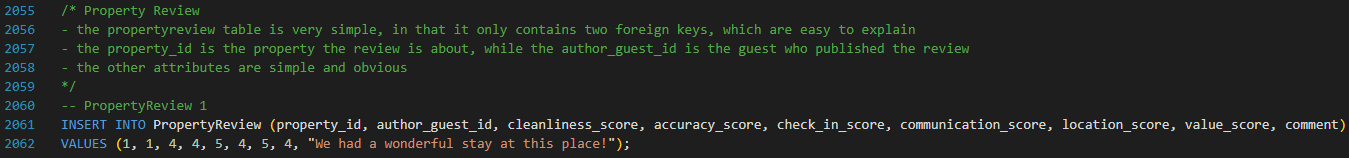 2055 /* Property Review
2056 - the propertyreview table is very simple, in that it only contains two foreign keys, which are easy to explain
2057 - the property_id is the property the review is about, while the author_guest_id is the guest who published the review
2058 - the other attributes are simple and obvious
2059 */
2060 -- PropertyReview 1
2061 INSERT INTO PropertyReview (property_id, author_guest_id, cleanliness_score, accuracy_score, check_in_score, communication_score, location_score, value_score, comment)
2062 VALUES (1, 1, 4, 4, 5, 4, 5, 4, "We had a wonderful stay at this place!");